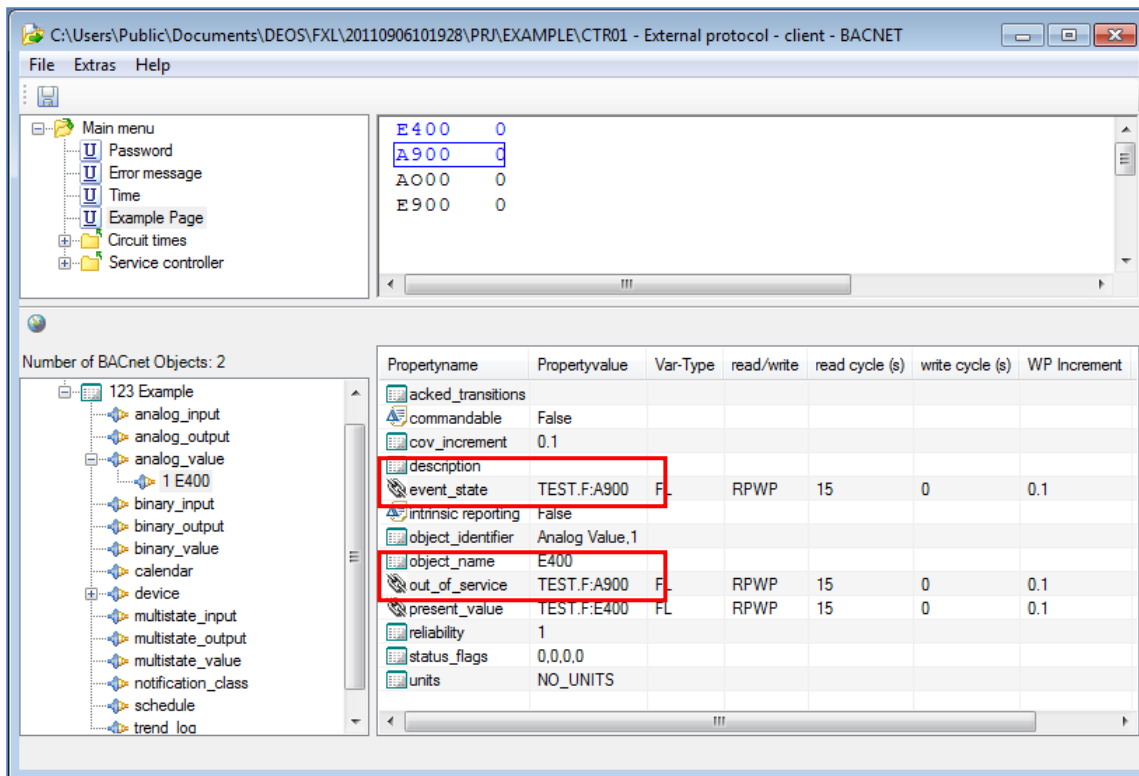 C:\Users\Public\Documents\DEOS\FXL\20110906101928\PRJ\EXAMPLE\CTR01 - External protocol - client - BACNET
File Extras Help
Main menu
U Password
U Error message
U Time
U Example Page
Circuit times
Service controller
E400 0
A900 0
AO00 0
E900 0
Number of BACnet Objects: 2
123 Example
analog_input
analog_output
analog_value
1 E400
binary_input
binary_output
binary_value
calendar
device
multistate_input
multistate_output
multistate_value
notification_class
schedule
trend_log
Propertyname Propertyvalue Var-Type read/write read cycle (s) write cycle (s) WP Increment
acked_transitions
commandable False
cov_increment 0.1
description
event_state TEST.F:A900 FL RPWP 15 0 0.1
intrinsic reporting False
object_identifier Analog Value,1
object_name E400
out_of_service TEST.F:A900 FL RPWP 15 0 0.1
present_value TEST.F:E400 FL RPWP 15 0 0.1
reliability 1
status_flags 0,0,0,0
units NO_UNITS